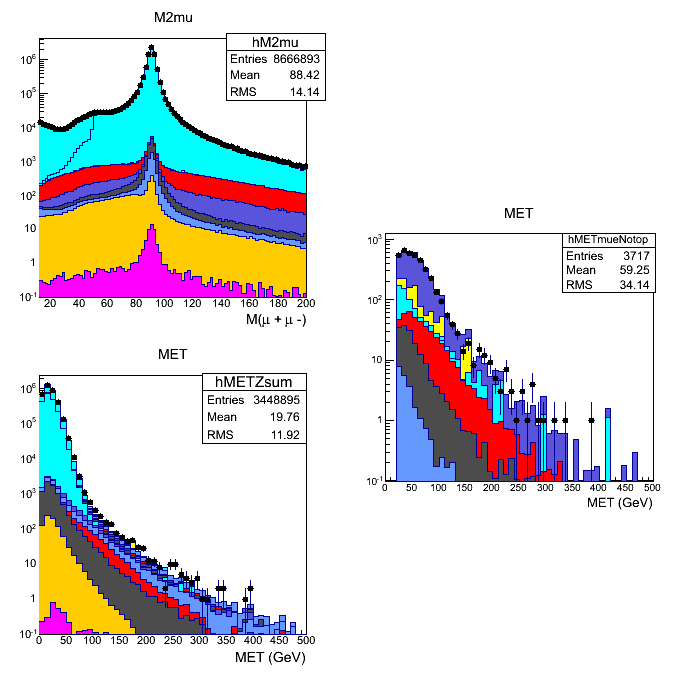 M2mu
hM2mu
Entries 8666893
Mean 88.42
RMS 14.14
10^6
10^5
10^4
10^3
10^2
10
1
10^-1
20 40 60 80 100 120 140 160 180 200
M(μ + μ -)
MET
hMETmueNotop
Entries 3717
Mean 59.25
RMS 34.14
10^3
10^2
10
1
10^-1
0 50 100 150 200 250 300 350 400 450 500
MET (GeV)
MET
hMETZsum
Entries 3448895
Mean 19.76
RMS 11.92
10^6
10^5
10^4
10^3
10^2
10
1
10^-1
0 50 100 150 200 250 300 350 400 450 500
MET (GeV)